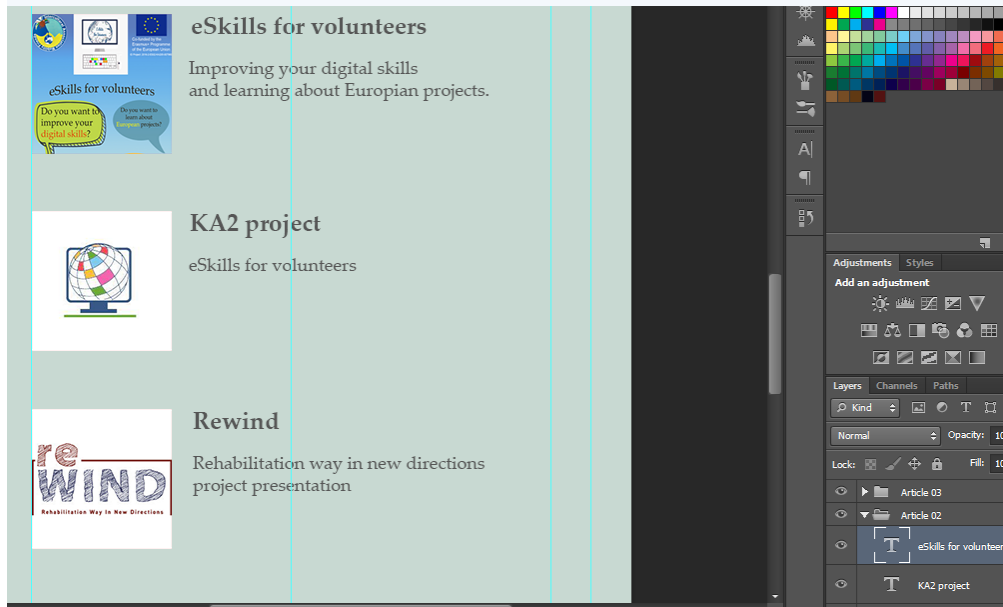 eSkills for volunteers
Improving your digital skills
and learning about Europian projects.
eSkills for volunteers
Do you want to
improve your
digital skills?
Do you want to
learn about
European projects?
KA2 project
eSkills for volunteers
Rewind
Rehabilitation way in new directions
project presentation
re
WIND
Rehabilitation Way In New Directions
A|
Adjustments Styles
Add an adjustment
Layers Channels Paths
Kind
T
Normal Opacity: 10
Lock: Fill: 10
Article 03
Article 02
T eSkills for volunteer
T KA2 project